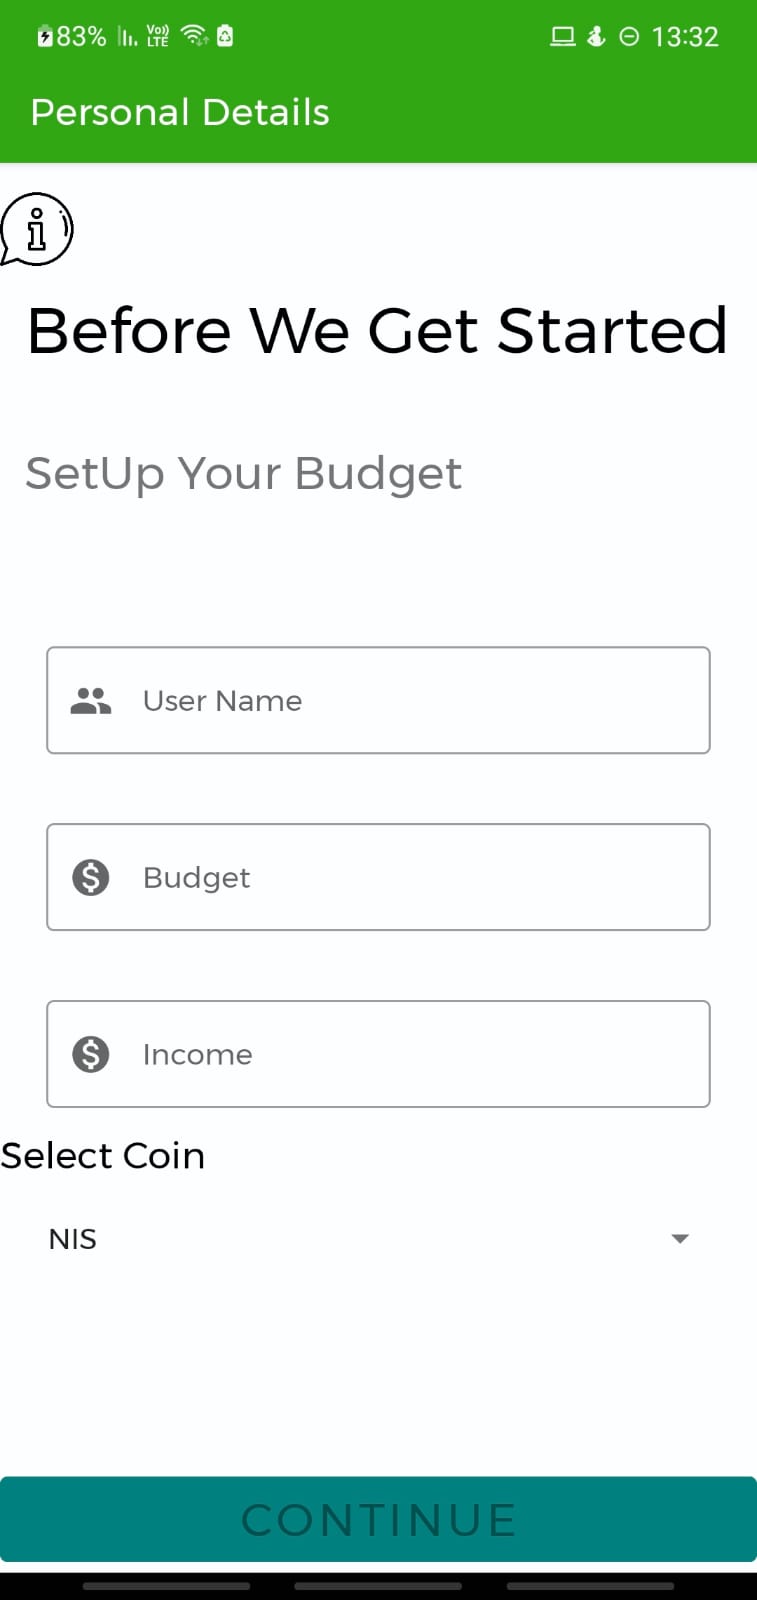 83% Vo)) LTE 13:32
Personal Details
Before We Get Started
SetUp Your Budget
User Name
Budget
Income
Select Coin
NIS
CONTINUE